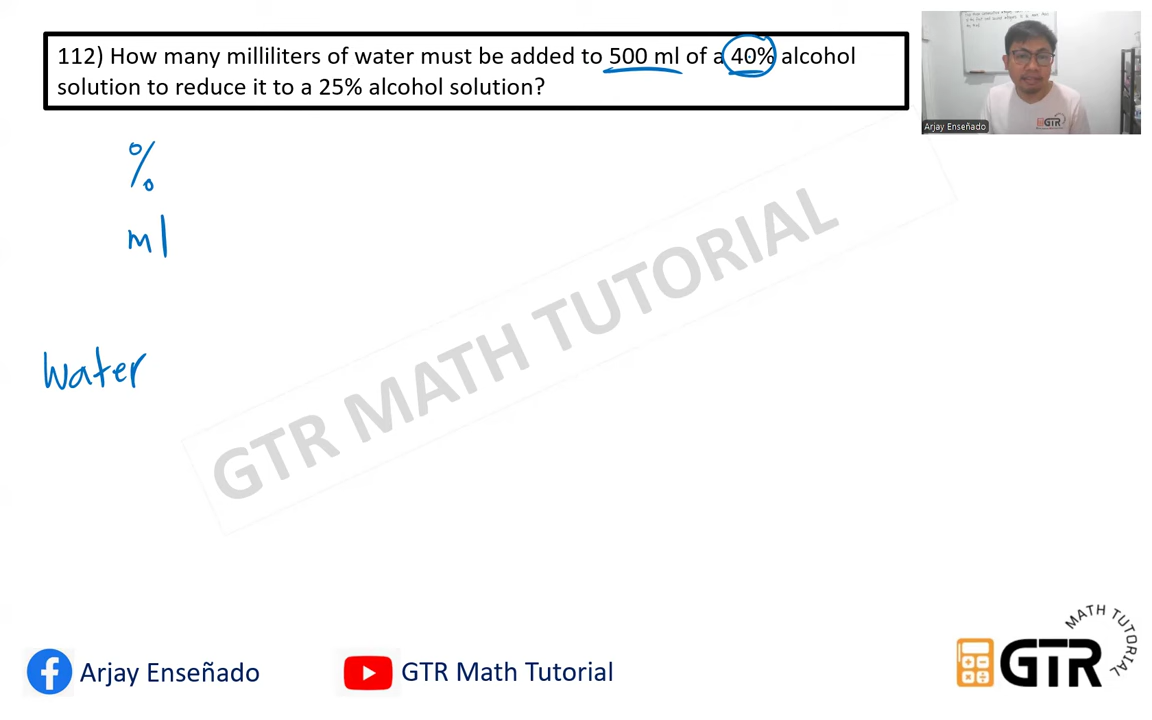 112) How many milliliters of water must be added to 500 ml of a 40% alcohol
solution to reduce it to a 25% alcohol solution?
Arjay Enseñado
GTR
%
ml
GTR MATH TUTORIAL
water
MATH TUTORIAL
GTR
Arjay Enseñado
GTR Math Tutorial